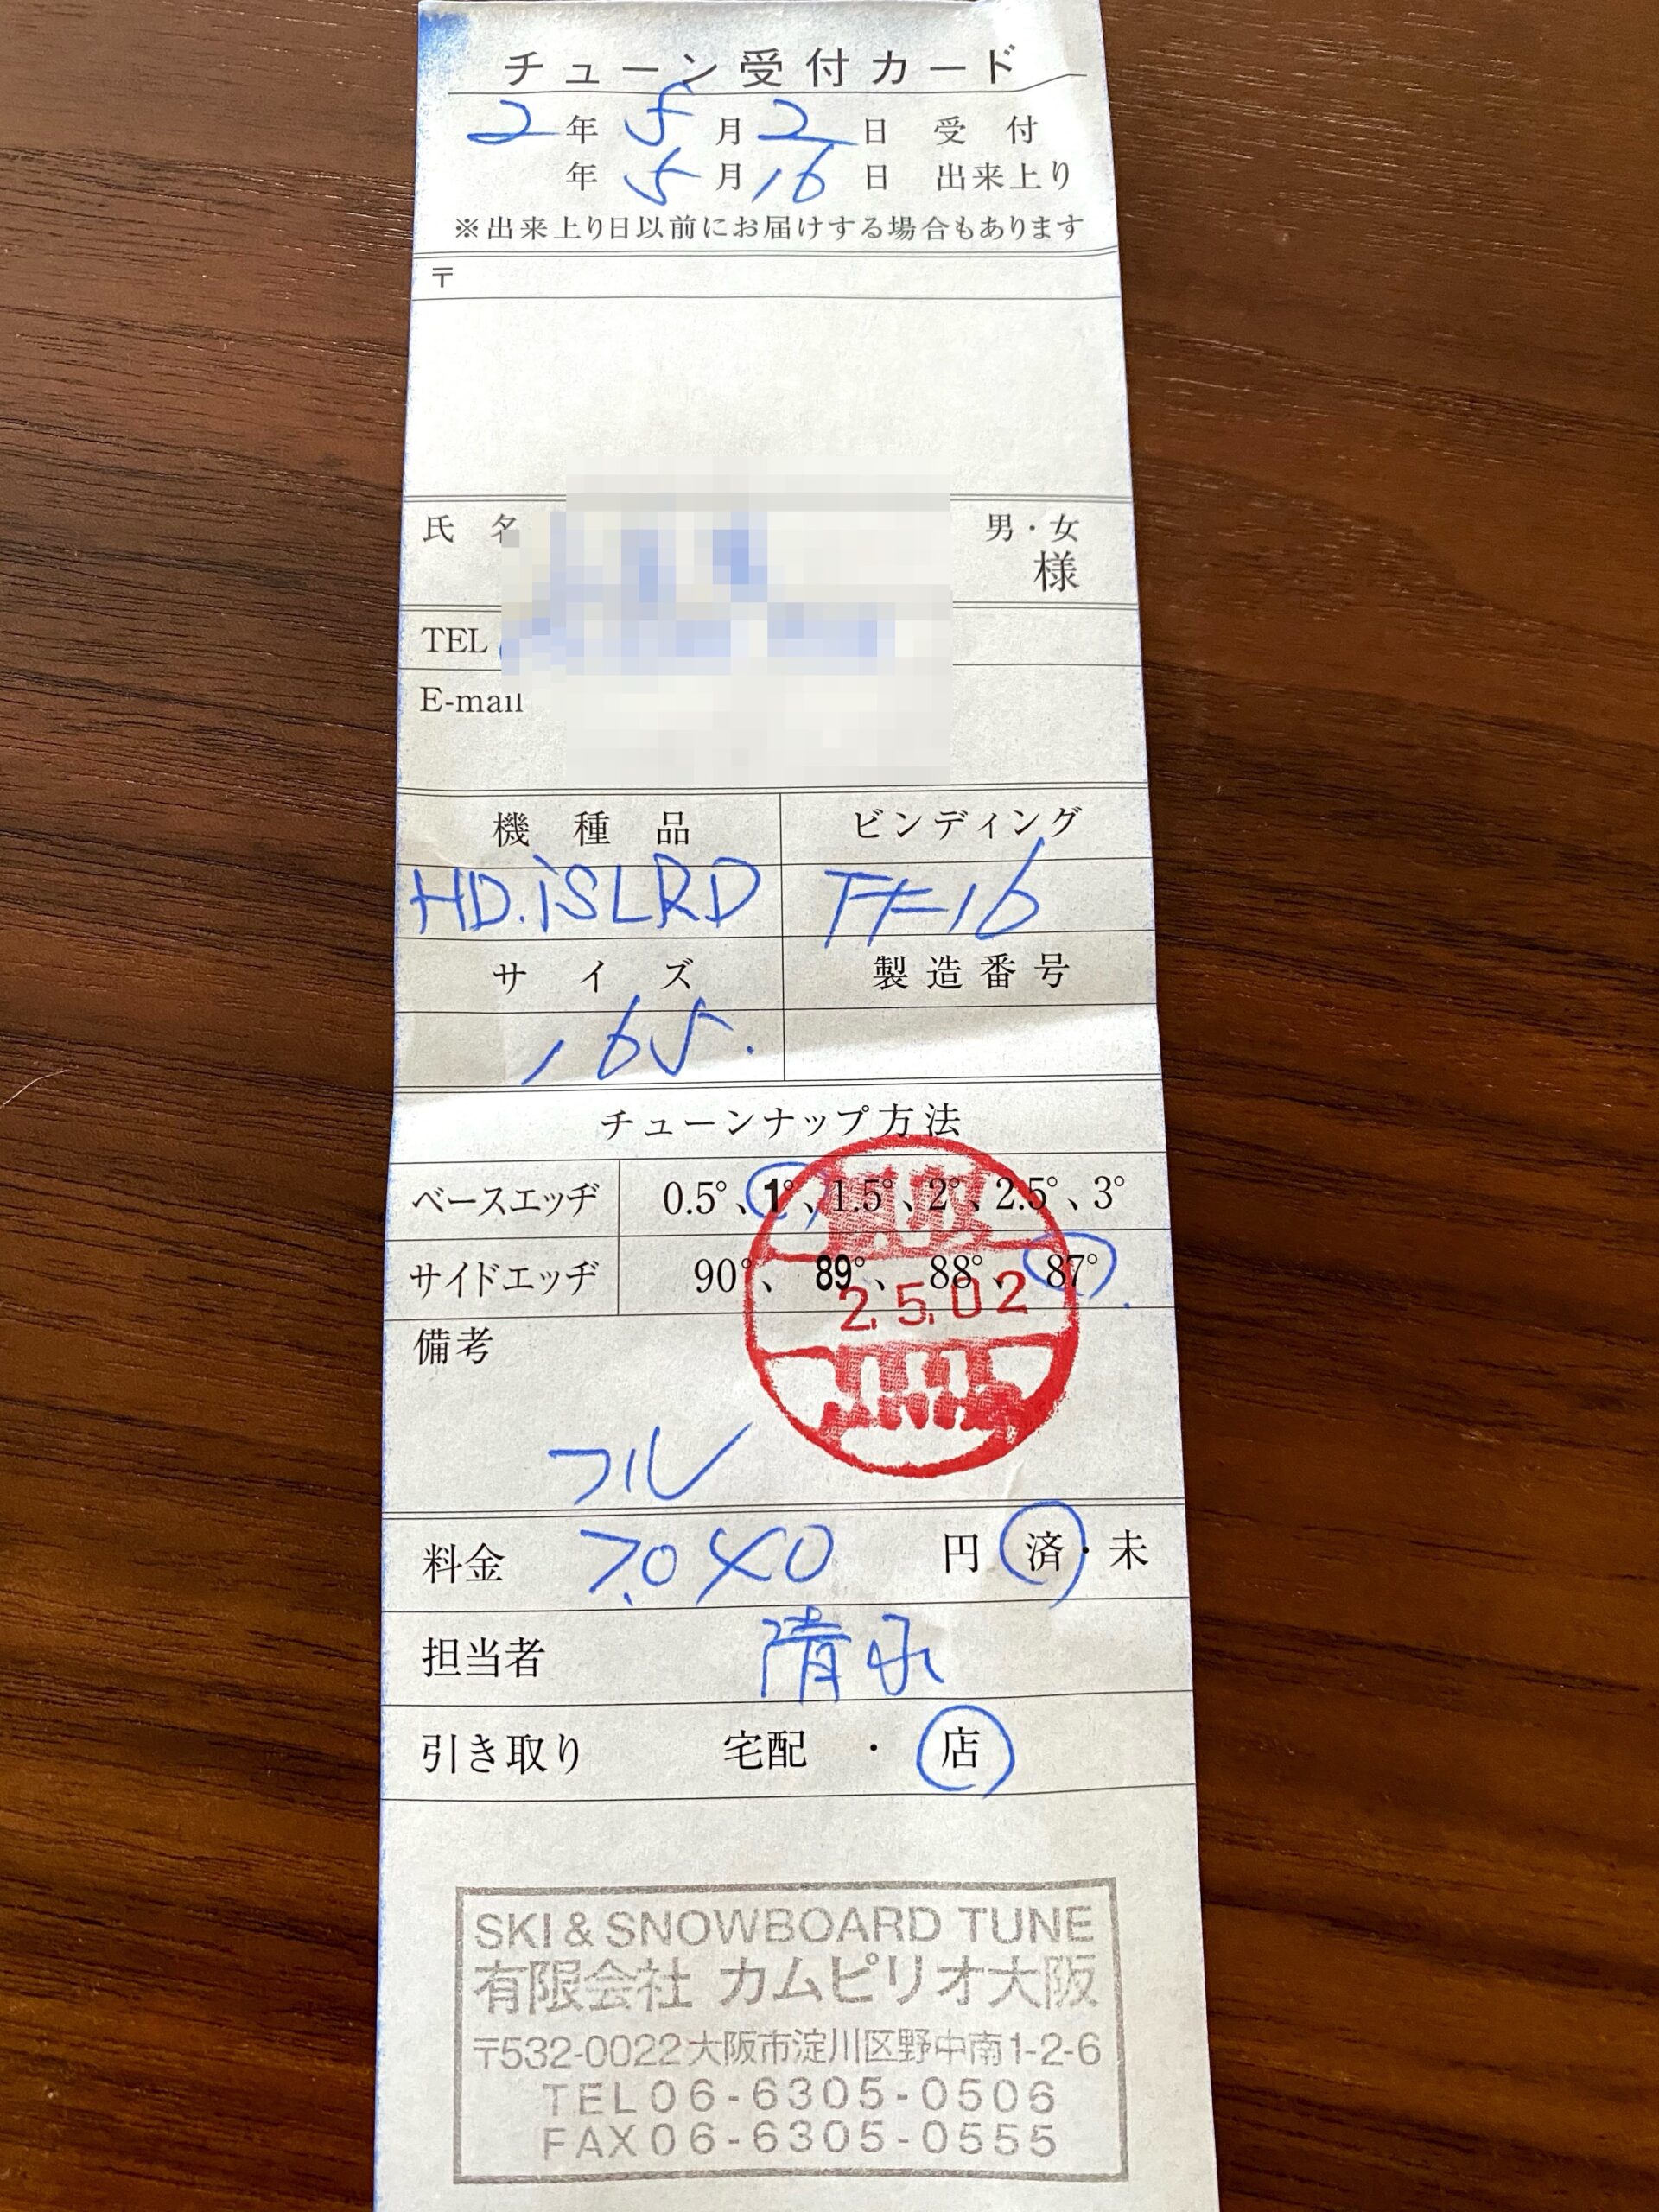 チューン受付カード
2年 5月 2日 受付
年 5月 16日 出来上り
※出来上り日以前にお届けする場合もあります
〒
氏名 男・女
様
TEL
E-mail
機種品 ビンディング
HD.iSLRD FF16
サイズ 製造番号
165.
チューンナップ方法
ベースエッヂ 0.5°、1°、1.5°、2°、2.5°、3°
サイドエッヂ 90°、89°、88°、87°
2.5.02
備考
フル
料金 7.040 円 済・未
担当者
引き取り 宅配・店
SKI & SNOWBOARD TUNE
有限会社 カムピリオ大阪
〒532-0022大阪市淀川区野中南1-2-6
TEL06-6305-0506
FAX06-6305-0555